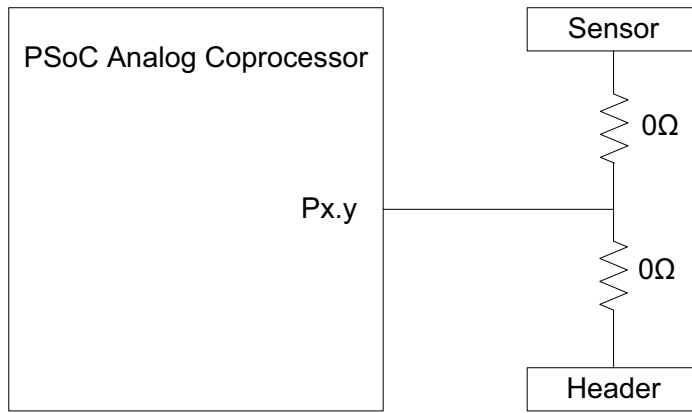 PSoC Analog Coprocessor
Sensor
0Ω
Px.y
0Ω
Header